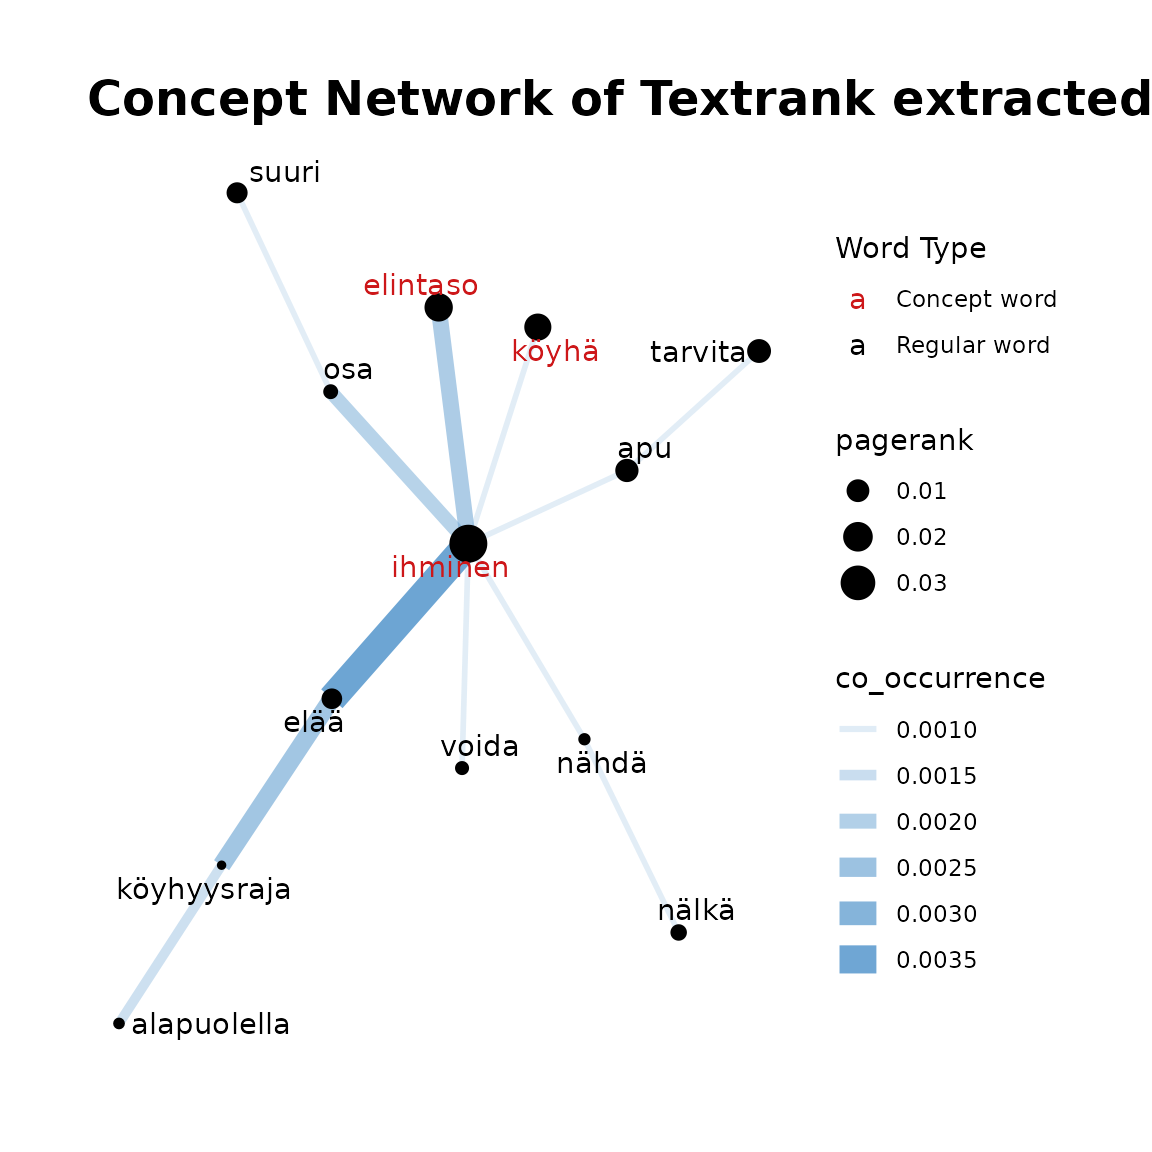 Concept Network of Textrank extracted
suuri
elintaso
köyhä
tarvita
osa
apu
ihminen
elää
voida
nähdä
köyhyysraja
nälkä
alapuolella
Word Type
a Concept word
a Regular word
pagerank
0.01
0.02
0.03
co_occurrence
0.0010
0.0015
0.0020
0.0025
0.0030
0.0035